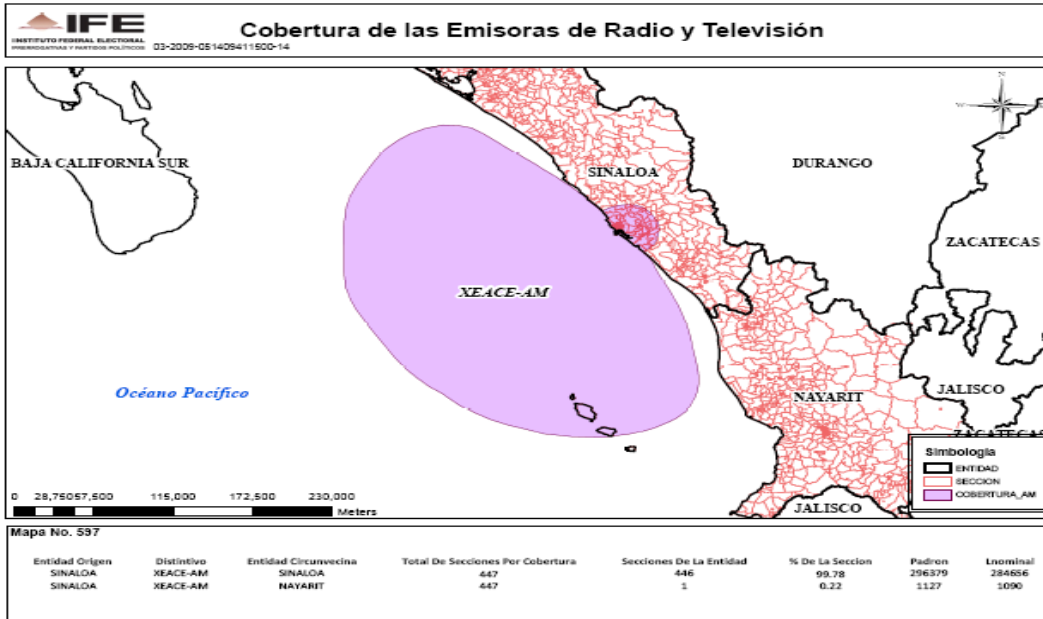 IFE
INSTITUTO FEDERAL ELECTORAL
PRERROGATIVAS Y PARTIDOS POLÍTICOS
03-2009-051409411500-14
Cobertura de las Emisoras de Radio y Televisión
N
W
S
BAJA CALIFORNIA SUR
SINALOA
DURANGO
ZACATECAS
XEACE-AM
Océano Pacífico
NAYARIT
JALISCO
ZACATECAS
JALISCO
Simbología
ENTIDAD
SECCION
COBERTURA_AM
0 28,75057,500 115,000 172,500 230,000
Meters
Mapa No. 597
Entidad Origen Distintivo Entidad Circunvecina Total De Secciones Por Cobertura Secciones De La Entidad % De La Seccion Padron Lnominal
SINALOA XEACE-AM SINALOA 447 446 99.78 296379 284656
SINALOA XEACE-AM NAYARIT 447 1 0.22 1127 1090